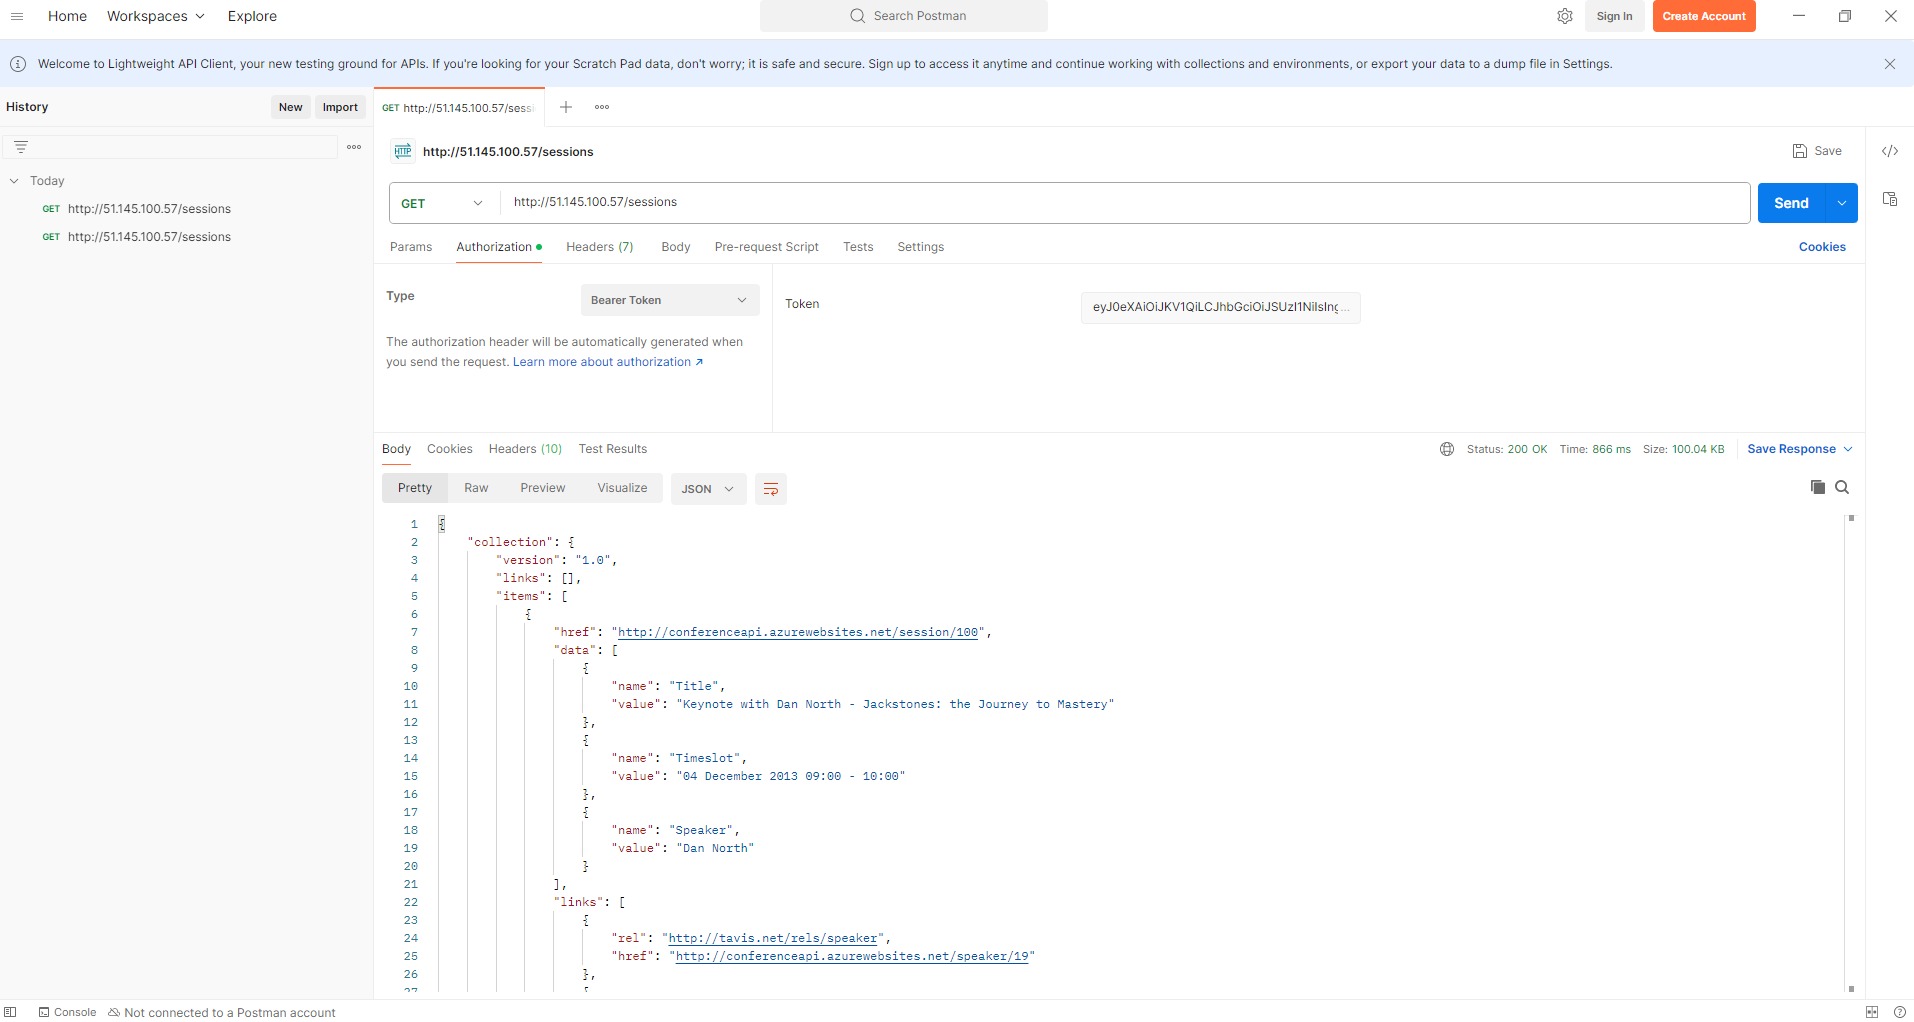 Home Workspaces Explore Search Postman Sign In Create Account
Welcome to Lightweight API Client, your new testing ground for APIs. If you're looking for your Scratch Pad data, don't worry; it is safe and secure. Sign up to access it anytime and continue working with collections and environments, or export your data to a dump file in Settings.
History New Import
GET http://51.145.100.57/sessi
HTTP http://51.145.100.57/sessions Save
Today
GET http://51.145.100.57/sessions
GET http://51.145.100.57/sessions
GET http://51.145.100.57/sessions Send
Params Authorization Headers (7) Body Pre-request Script Tests Settings Cookies
Type Bearer Token
The authorization header will be automatically generated when
you send the request. Learn more about authorization ↗
Token eyJ0eXAiOiJKV1QiLCJhbGciOiJSUzI1NiIsIng...
Body Cookies Headers (10) Test Results Status: 200 OK Time: 866 ms Size: 100.04 KB Save Response
Pretty Raw Preview Visualize JSON
1 {
2 "collection": {
3 "version": "1.0",
4 "links": [],
5 "items": [
6 {
7 "href": "http://conferenceapi.azurewebsites.net/session/100",
8 "data": [
9 {
10 "name": "Title",
11 "value": "Keynote with Dan North - Jackstones: the Journey to Mastery"
12 },
13 {
14 "name": "Timeslot",
15 "value": "04 December 2013 09:00 - 10:00"
16 },
17 {
18 "name": "Speaker",
19 "value": "Dan North"
20 }
21 ],
22 "links": [
23 {
24 "rel": "http://tavis.net/rels/speaker",
25 "href": "http://conferenceapi.azurewebsites.net/speaker/19"
26 },
27 {
Console Not connected to a Postman account